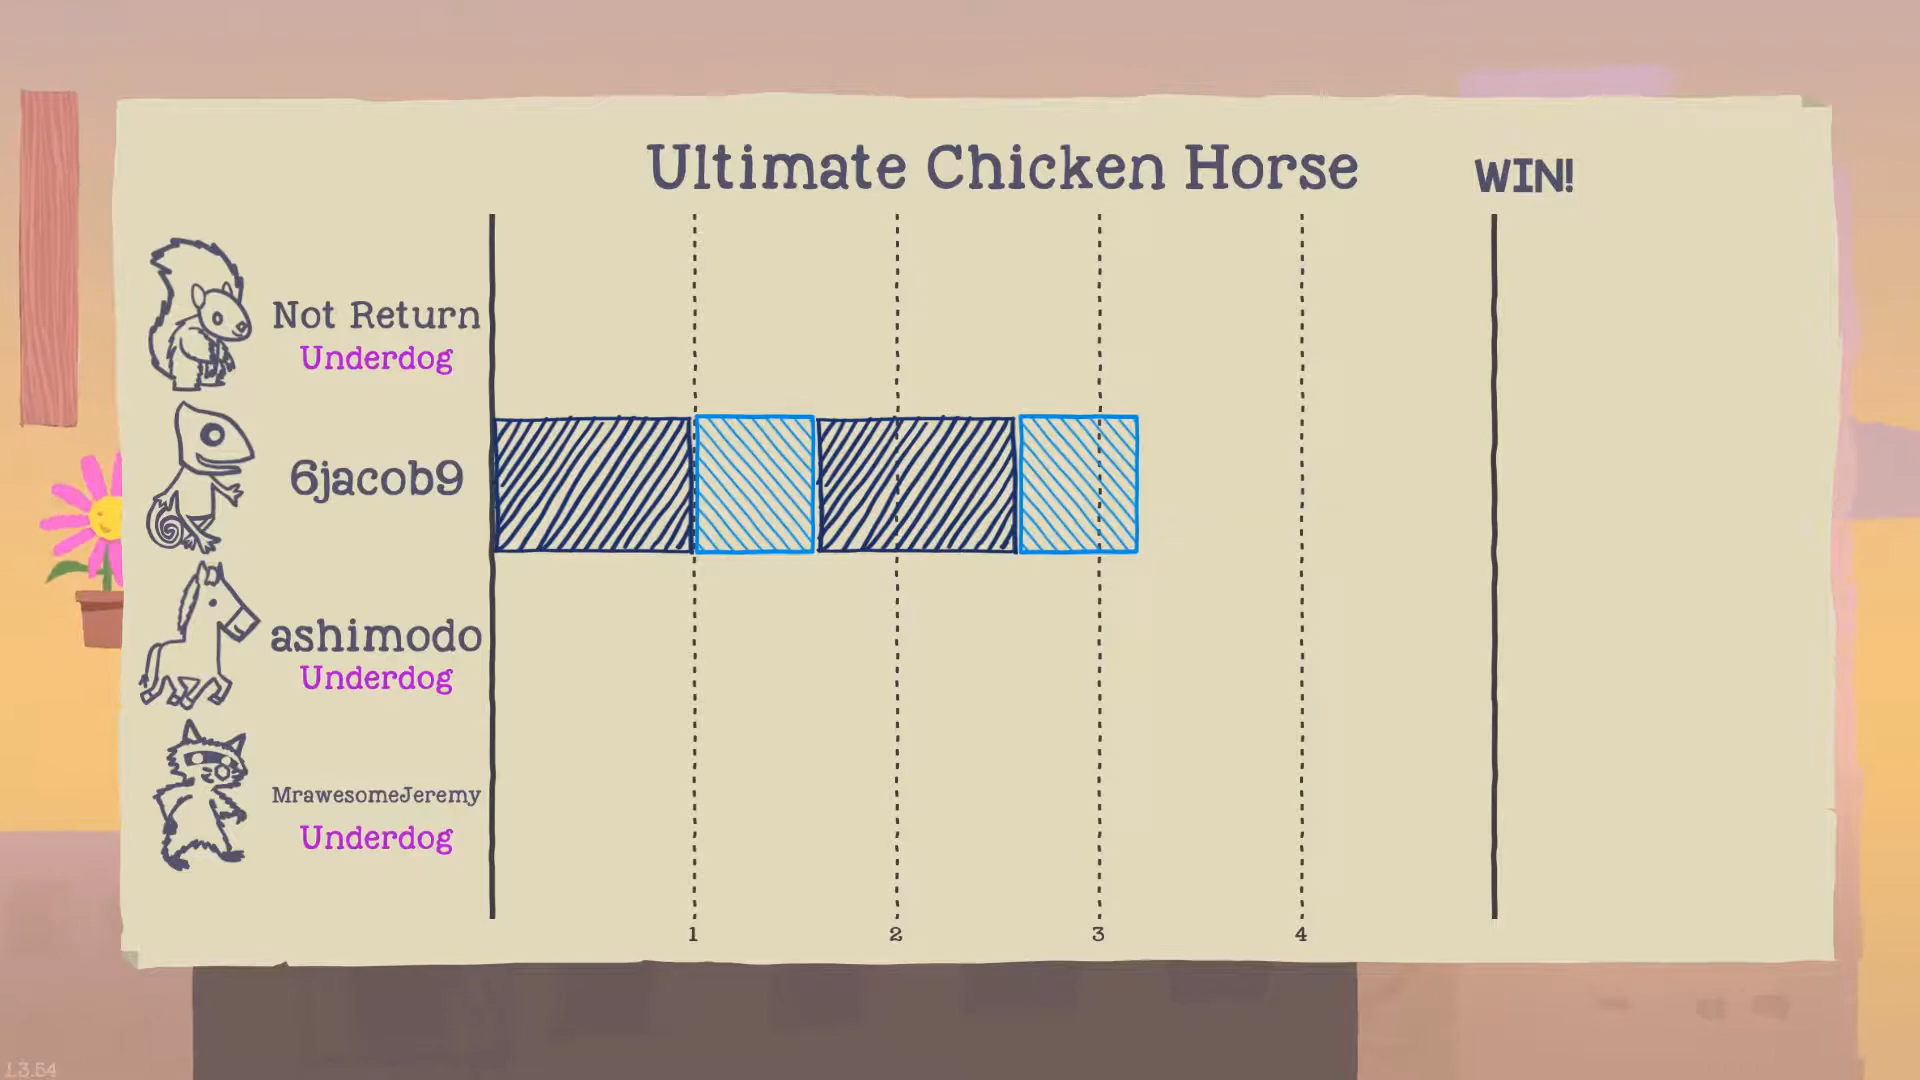 Ultimate Chicken Horse
WIN!
Not Return
Underdog
6jacob9
ashimodo
Underdog
MrawesomeJeremy
Underdog
1 2 3 4
1.3.54